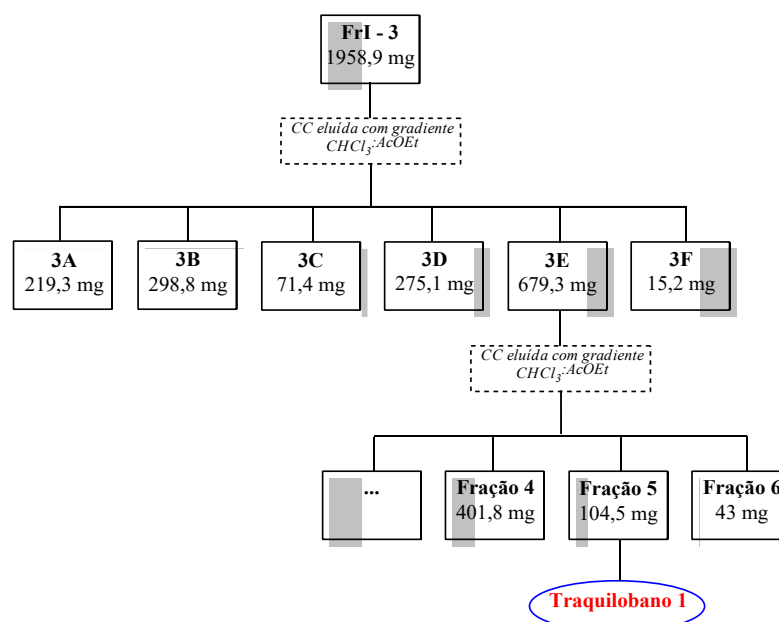 FrI - 3
1958,9 mg
CC eluída com gradiente
CHCl3:AcOEt
3A
219,3 mg
3B
298,8 mg
3C
71,4 mg
3D
275,1 mg
3E
679,3 mg
3F
15,2 mg
CC eluída com gradiente
CHCl3:AcOEt
...
Fração 4
401,8 mg
Fração 5
104,5 mg
Fração 6
43 mg
Traquilobano 1